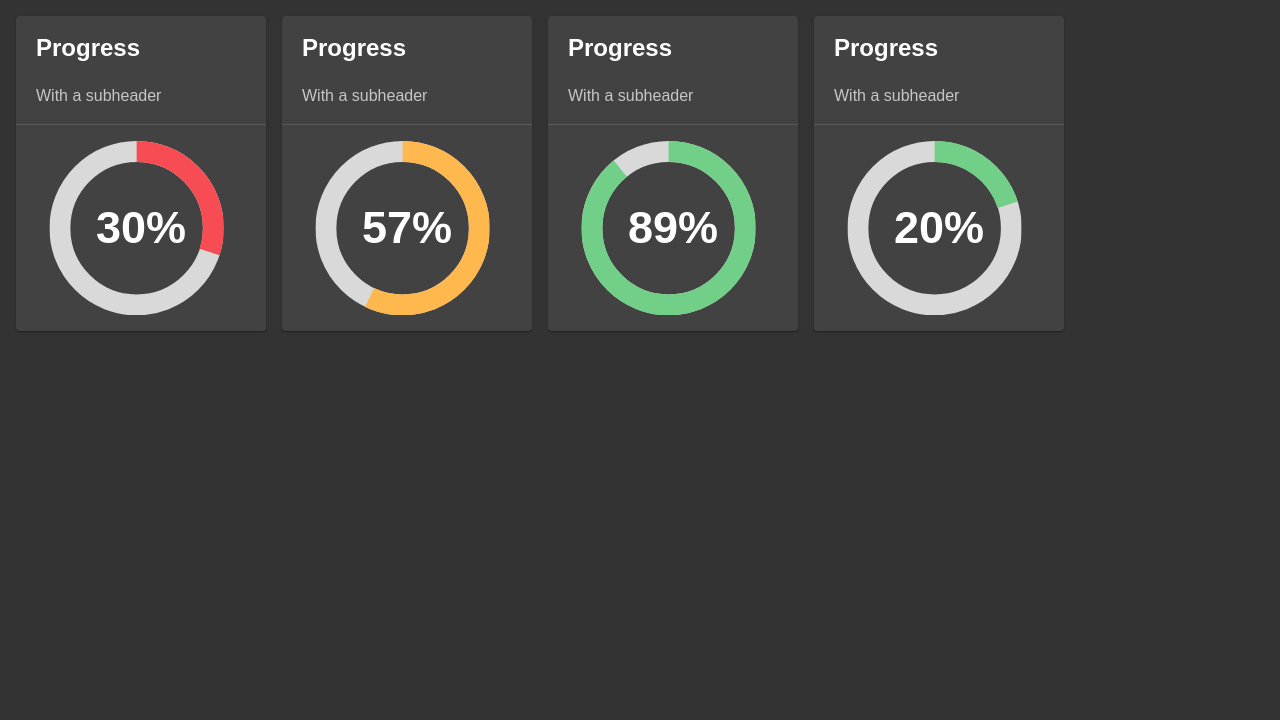 Progress
With a subheader
30%
Progress
With a subheader
57%
Progress
With a subheader
89%
Progress
With a subheader
20%